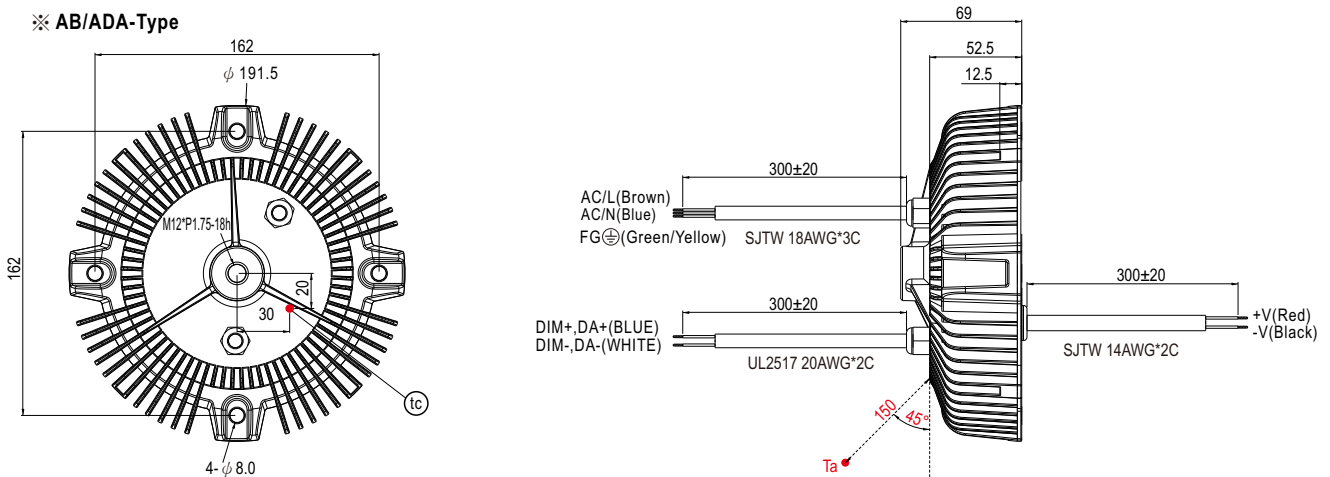 ※ AB/ADA-Type
162
ϕ 191.5
162
M12*P1.75-18h
20
30
tc
4- ϕ 8.0
69
52.5
12.5
300±20
AC/L(Brown)
AC/N(Blue)
FG⏚(Green/Yellow)
SJTW 18AWG*3C
300±20
DIM+,DA+(BLUE)
DIM-,DA-(WHITE)
UL2517 20AWG*2C
300±20
+V(Red)
-V(Black)
SJTW 14AWG*2C
150
45°
Ta